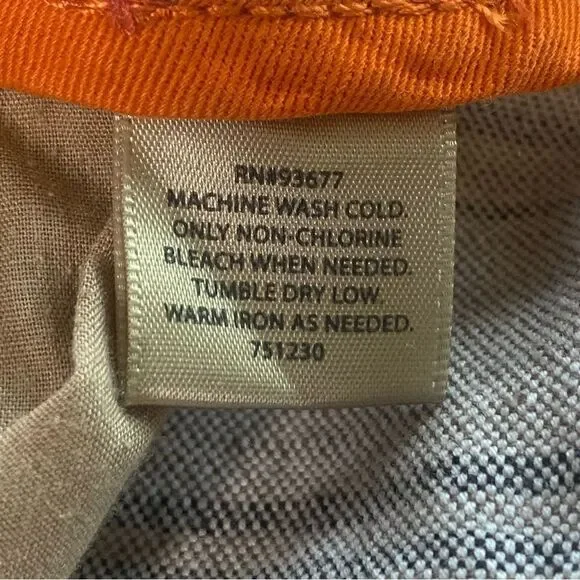 RN#93677
MACHINE WASH COLD.
ONLY NON-CHLORINE
BLEACH WHEN NEEDED.
TUMBLE DRY LOW.
WARM IRON AS NEEDED.
751230